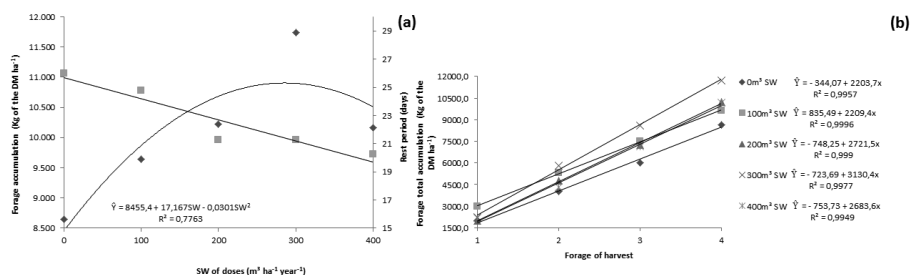 (a)
12.000
11.500
11.000
10.500
10.000
9.500
9.000
8.500
Forage accumulation (Kg of the DM ha⁻¹)
29
27
25
23
21
19
17
15
Rest period (days)
Ŷ = 8455,4 + 17,167SW -0,0301SW²
R² = 0,7763
0
100
200
300
400
SW of doses (m³ ha⁻¹ year⁻¹)
(b)
Forage total accumulation (Kg of the DM ha⁻¹)
12000,0
10500,0
9000,0
7500,0
6000,0
4500,0
3000,0
1500,0
1
2
3
4
Forage of harvest
0m³ SW Ŷ = - 344,07 + 2203,7x
R² = 0,9957
100m³ SW Ŷ = 835,49 + 2209,4x
R² = 0,9996
200m³ SW Ŷ = -748,25 + 2721,5x
R² = 0,999
300m³ SW Ŷ = - 723,69 + 3130,4x
R² = 0,9977
400m³ SW Ŷ = -753,73 + 2683,6x
R² = 0,9949